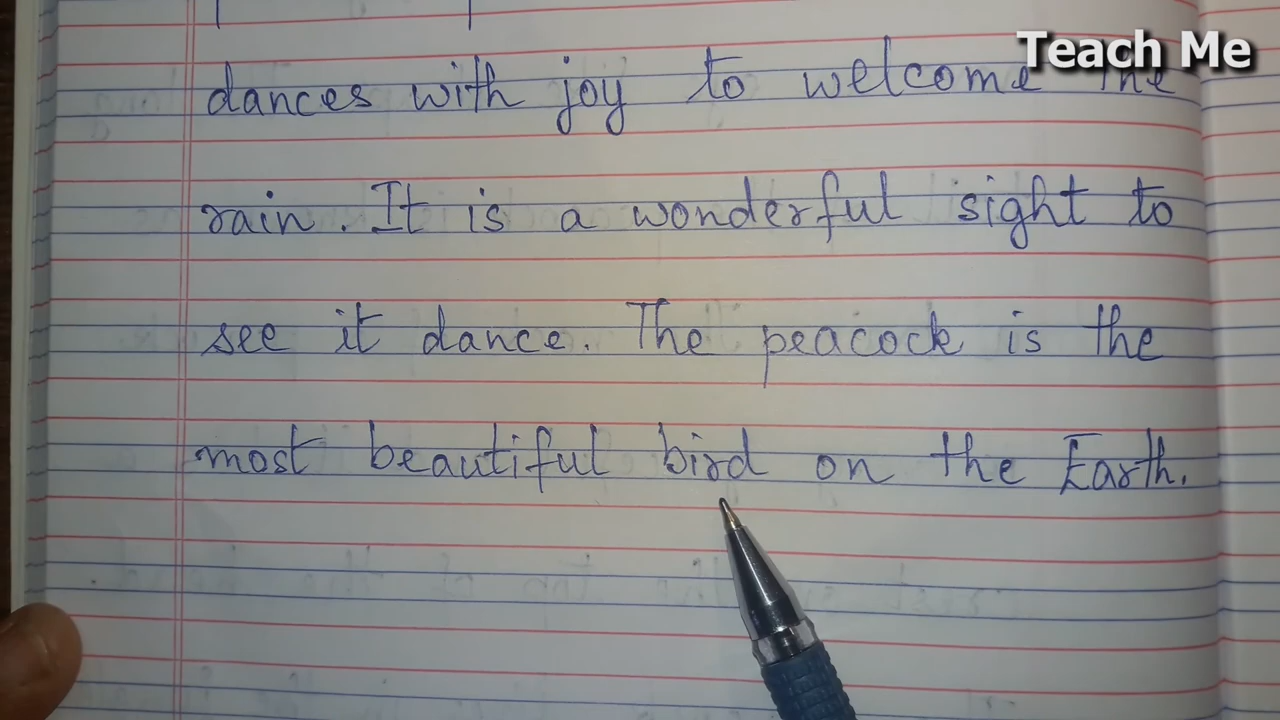 Teach Me
dances with joy to welcome the
rain. It is a wonderful sight to
see it dance. The peacock is the
most beautiful bird on the Earth.